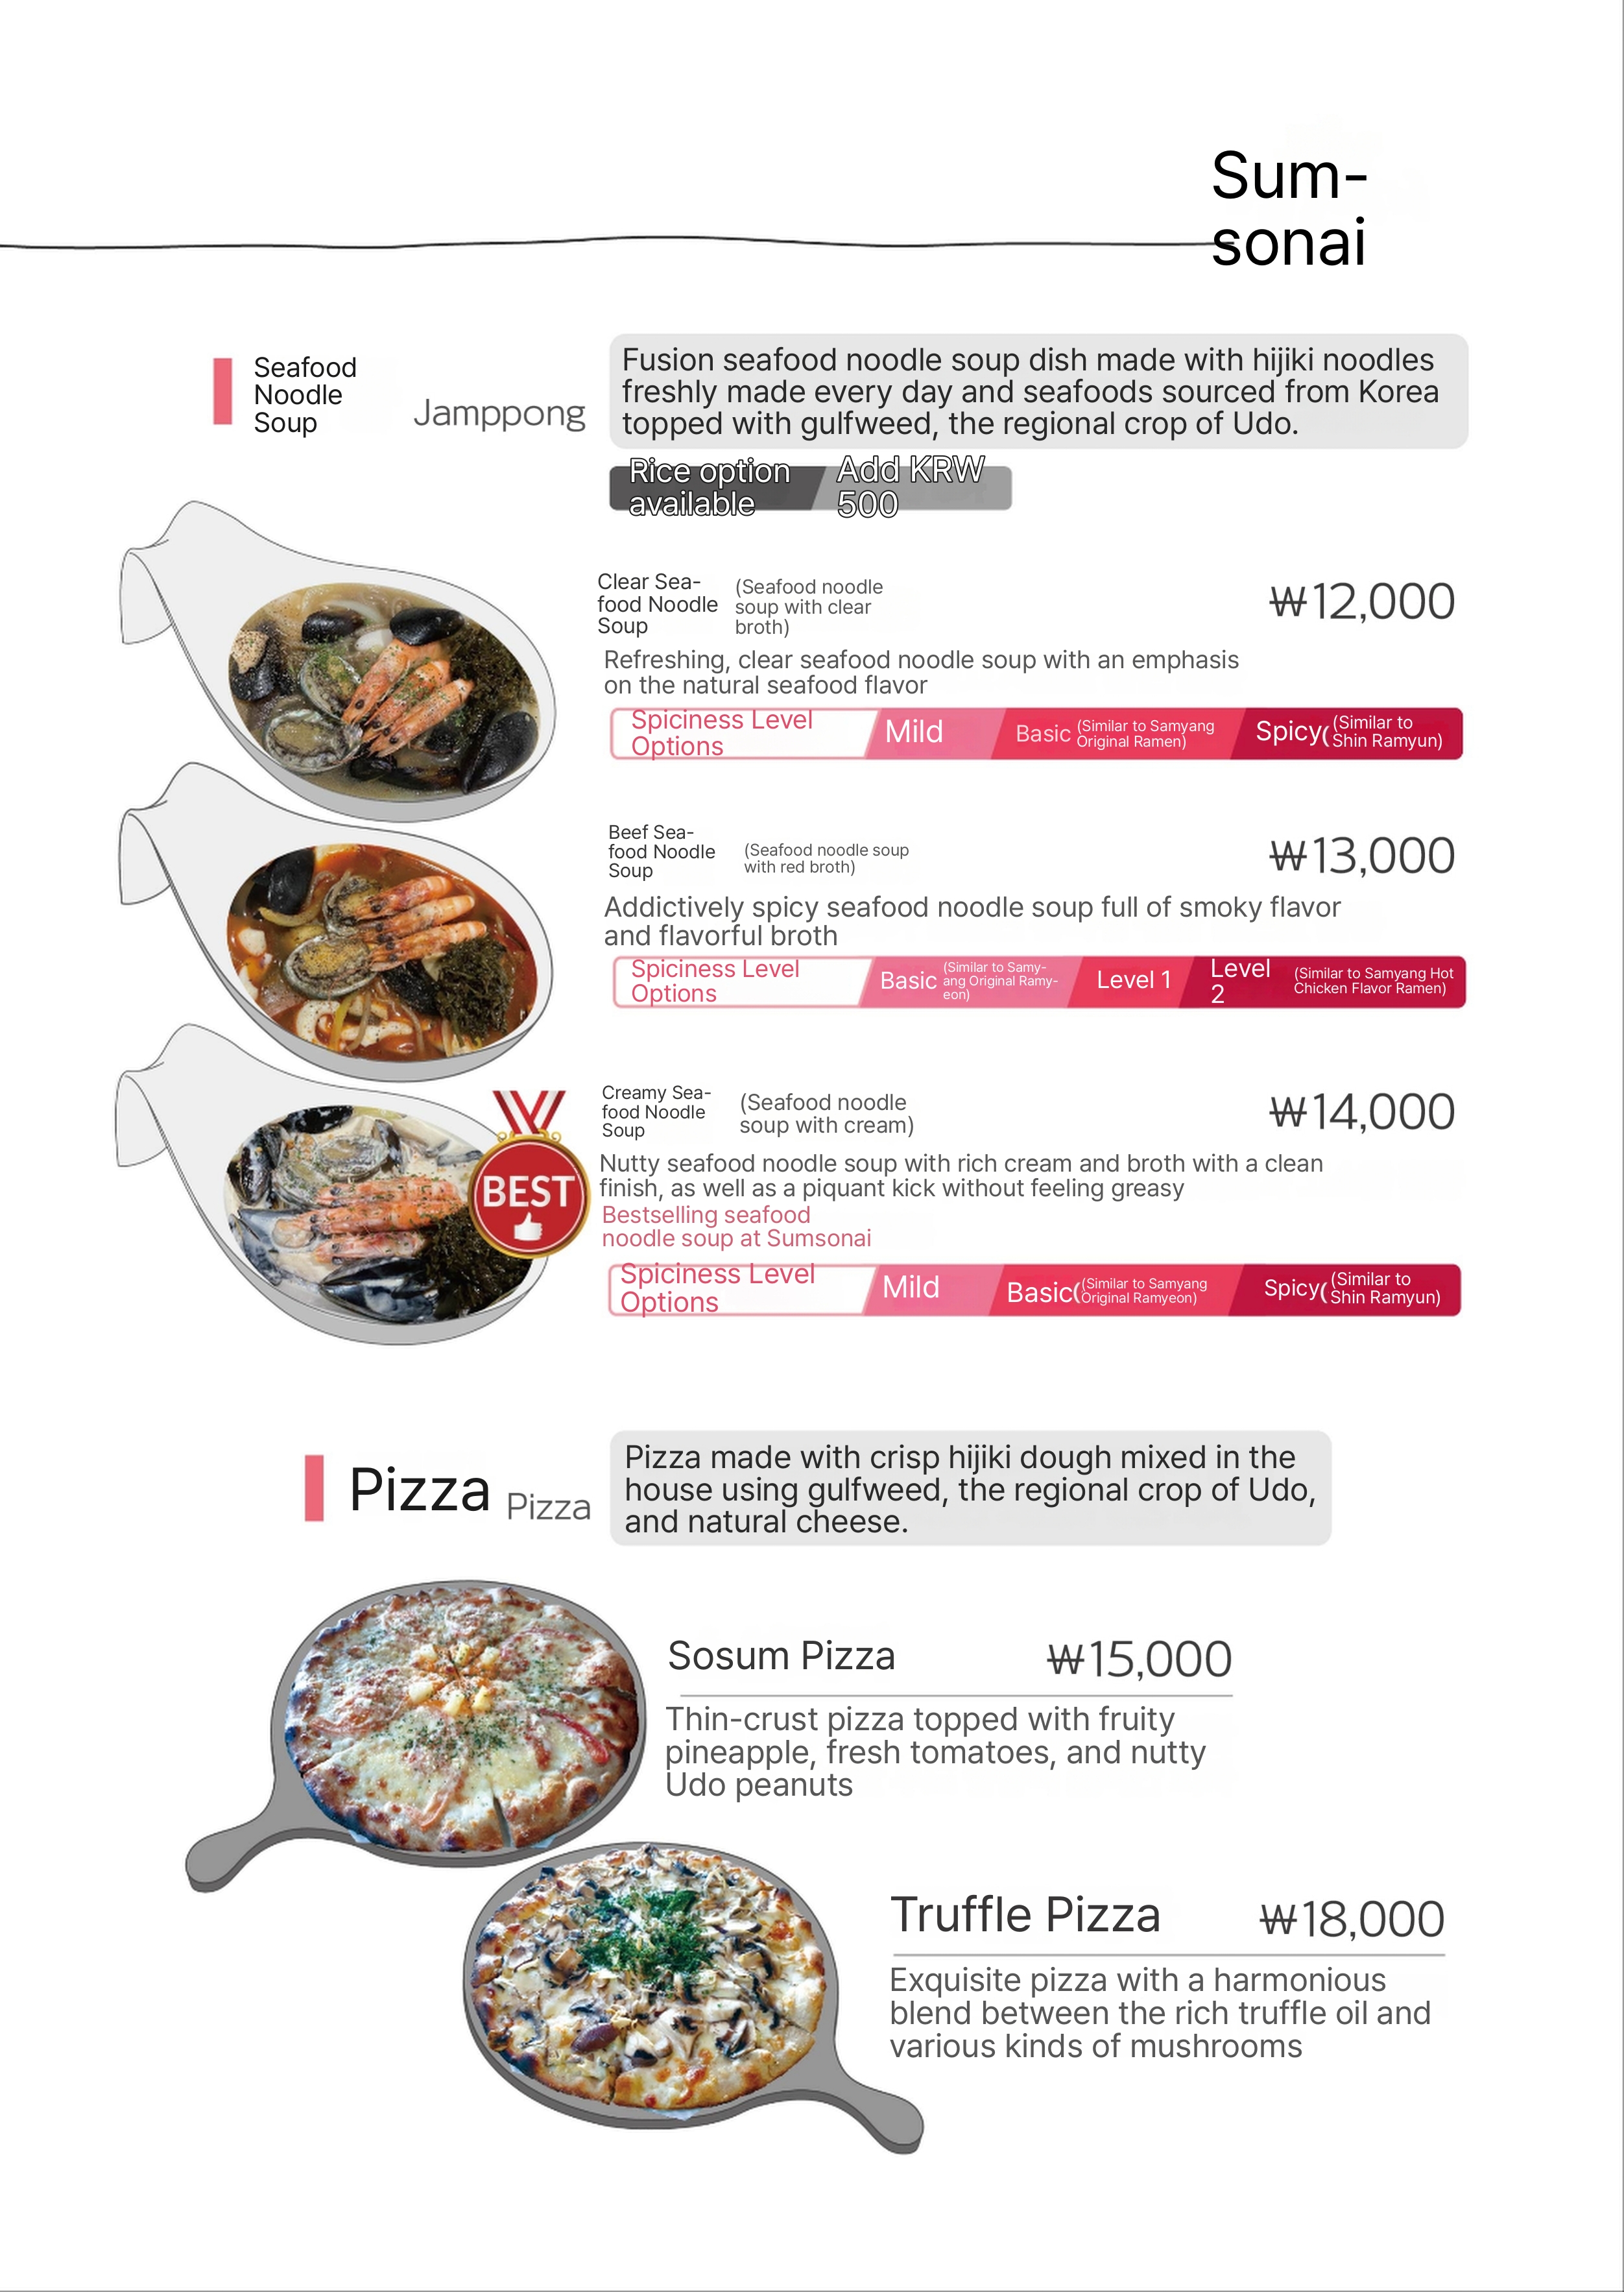 Sum-
sonai
Seafood
Noodle
Soup
Jamppong
Fusion seafood noodle soup dish made with hijiki noodles
freshly made every day and seafoods sourced from Korea
topped with gulfweed, the regional crop of Udo.
Rice option
available
Add KRW
500
Clear Sea-
food Noodle
Soup
(Seafood noodle
soup with clear
broth)
₩12,000
Refreshing, clear seafood noodle soup with an emphasis
on the natural seafood flavor
Spiciness Level
Options
Mild
Basic
(Similar to Samyang
Original Ramen)
Spicy(
(Similar to
Shin Ramyun)
Beef Sea-
food Noodle
Soup
(Seafood noodle soup
with red broth)
₩13,000
Addictively spicy seafood noodle soup full of smoky flavor
and flavorful broth
Spiciness Level
Options
Basic
(Similar to Samy-
ang Original Ramy-
eon)
Level 1
Level
2
(Similar to Samyang Hot
Chicken Flavor Ramen)
BEST
Creamy Sea-
food Noodle
Soup
(Seafood noodle
soup with cream)
₩14,000
Nutty seafood noodle soup with rich cream and broth with a clean
finish, as well as a piquant kick without feeling greasy
Bestselling seafood
noodle soup at Sumsonai
Spiciness Level
Options
Mild
Basic(
(Similar to Samyang
Original Ramyeon)
Spicy(
(Similar to
Shin Ramyun)
Pizza
Pizza
Pizza made with crisp hijiki dough mixed in the
house using gulfweed, the regional crop of Udo,
and natural cheese.
Sosum Pizza
₩15,000
Thin-crust pizza topped with fruity
pineapple, fresh tomatoes, and nutty
Udo peanuts
Truffle Pizza
₩18,000
Exquisite pizza with a harmonious
blend between the rich truffle oil and
various kinds of mushrooms